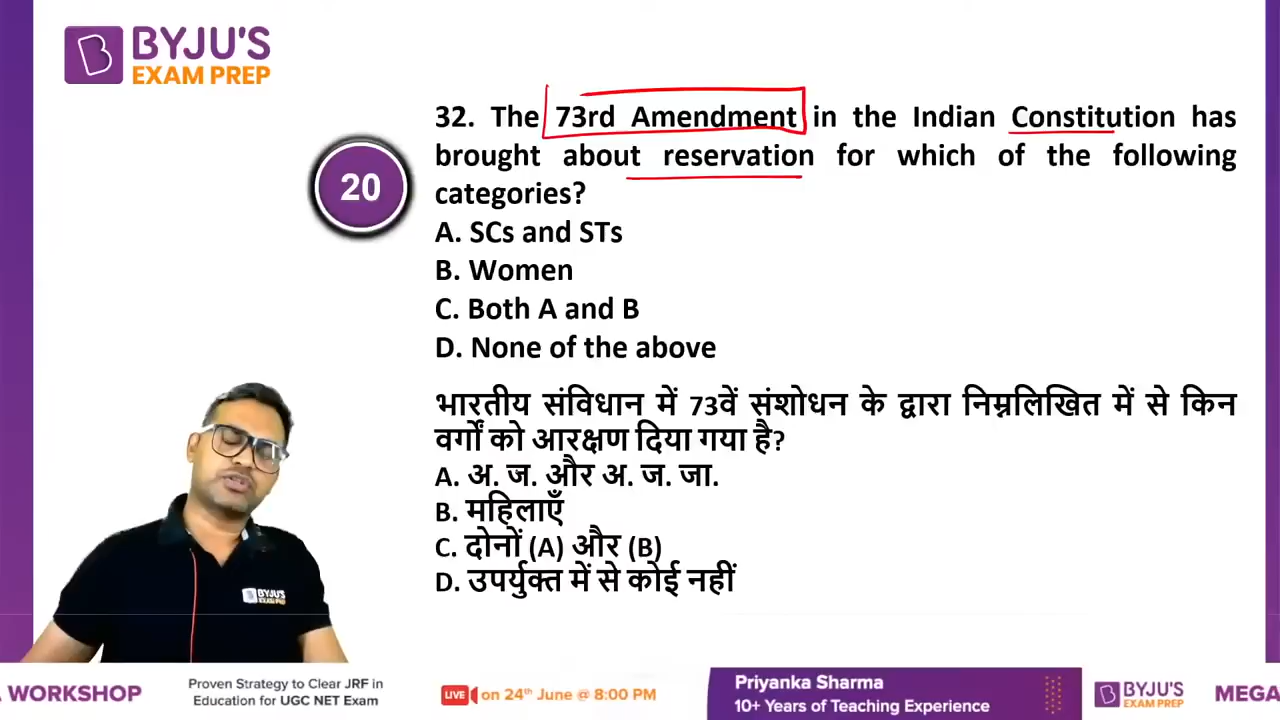 BYJU'S
EXAM PREP
32. The 73rd Amendment in the Indian Constitution has
brought about reservation for which of the following
categories?
20
A. SCs and STs
B. Women
C. Both A and B
D. None of the above
भारतीय संविधान में 73वें संशोधन के द्वारा निम्नलिखित में से किन
वर्गों को आरक्षण दिया गया है?
A. अ. ज. और अ. ज. जा.
B. महिलाएँ
C. दोनों (A) और (B)
D. उपर्युक्त में से कोई नहीं
BYJU'S
EXAM PREP
A WORKSHOP
Proven Strategy to Clear JRF in
Education for UGC NET Exam
LIVE on 24th June @ 8:00 PM
Priyanka Sharma
10+ Years of Teaching Experience
BYJU'S
EXAM PREP
MEGA